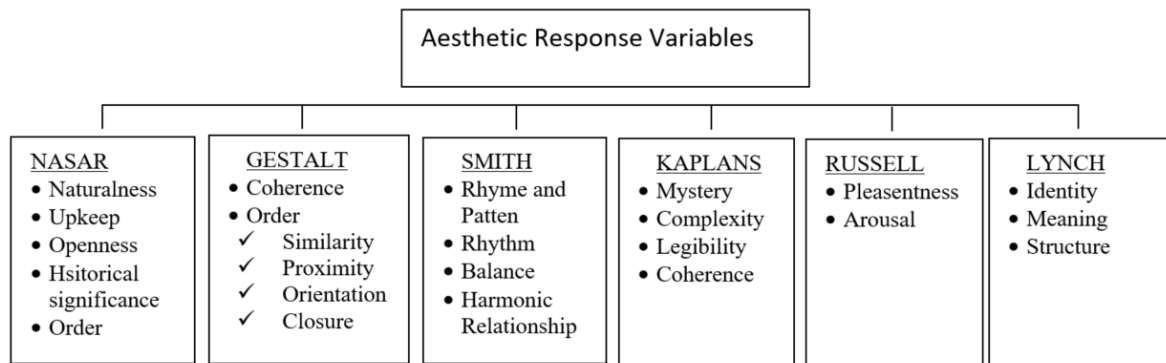 Aesthetic Response Variables
NASAR
• Naturalness
• Upkeep
• Openness
• Hsitorical
significance
• Order
GESTALT
• Coherence
• Order
✓ Similarity
✓ Proximity
✓ Orientation
✓ Closure
SMITH
• Rhyme and
Patten
• Rhythm
• Balance
• Harmonic
Relationship
KAPLANS
• Mystery
• Complexity
• Legibility
• Coherence
RUSSELL
• Pleasentness
• Arousal
LYNCH
• Identity
• Meaning
• Structure